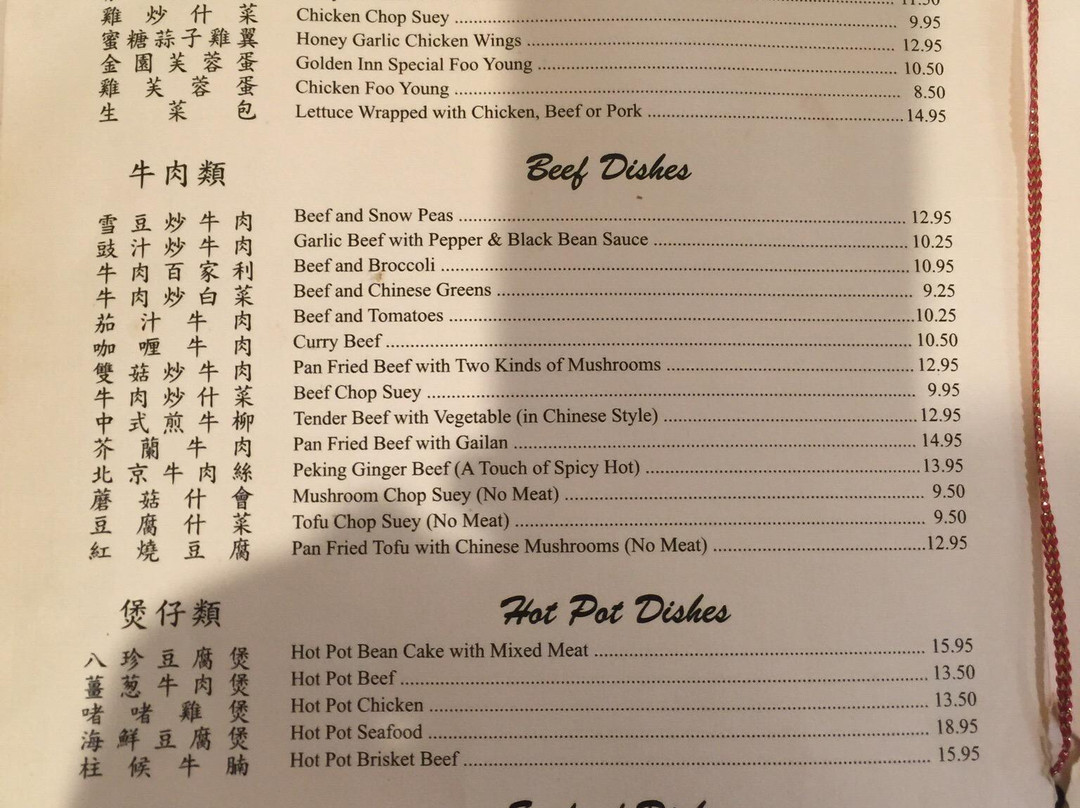 11.50
雞炒什菜 Chicken Chop Suey 9.95
蜜糖蒜子雞翼 Honey Garlic Chicken Wings 12.95
金園芙蓉蛋 Golden Inn Special Foo Young 10.50
雞芙蓉蛋 Chicken Foo Young 8.50
生菜包 Lettuce Wrapped with Chicken, Beef or Pork 14.95
牛肉類 Beef Dishes
雪豆炒牛肉 Beef and Snow Peas 12.95
豉汁炒牛肉 Garlic Beef with Pepper & Black Bean Sauce 10.25
牛肉百家利 Beef and Broccoli 10.95
牛肉炒白菜 Beef and Chinese Greens 9.25
茄汁牛肉 Beef and Tomatoes 10.25
咖喱牛肉 Curry Beef 10.50
雙菇炒牛肉 Pan Fried Beef with Two Kinds of Mushrooms 12.95
牛肉炒什菜 Beef Chop Suey 9.95
中式煎牛柳 Tender Beef with Vegetable (in Chinese Style) 12.95
芥蘭牛肉 Pan Fried Beef with Gailan 14.95
北京牛肉絲 Peking Ginger Beef (A Touch of Spicy Hot) 13.95
蘑菇什會 Mushroom Chop Suey (No Meat) 9.50
豆腐什菜 Tofu Chop Suey (No Meat) 9.50
紅燒豆腐 Pan Fried Tofu with Chinese Mushrooms (No Meat) 12.95
煲仔類 Hot Pot Dishes
八珍豆腐煲 Hot Pot Bean Cake with Mixed Meat 15.95
薑葱牛肉煲 Hot Pot Beef 13.50
啫啫雞煲 Hot Pot Chicken 13.50
海鮮豆腐煲 Hot Pot Seafood 18.95
柱候牛腩 Hot Pot Brisket Beef 15.95